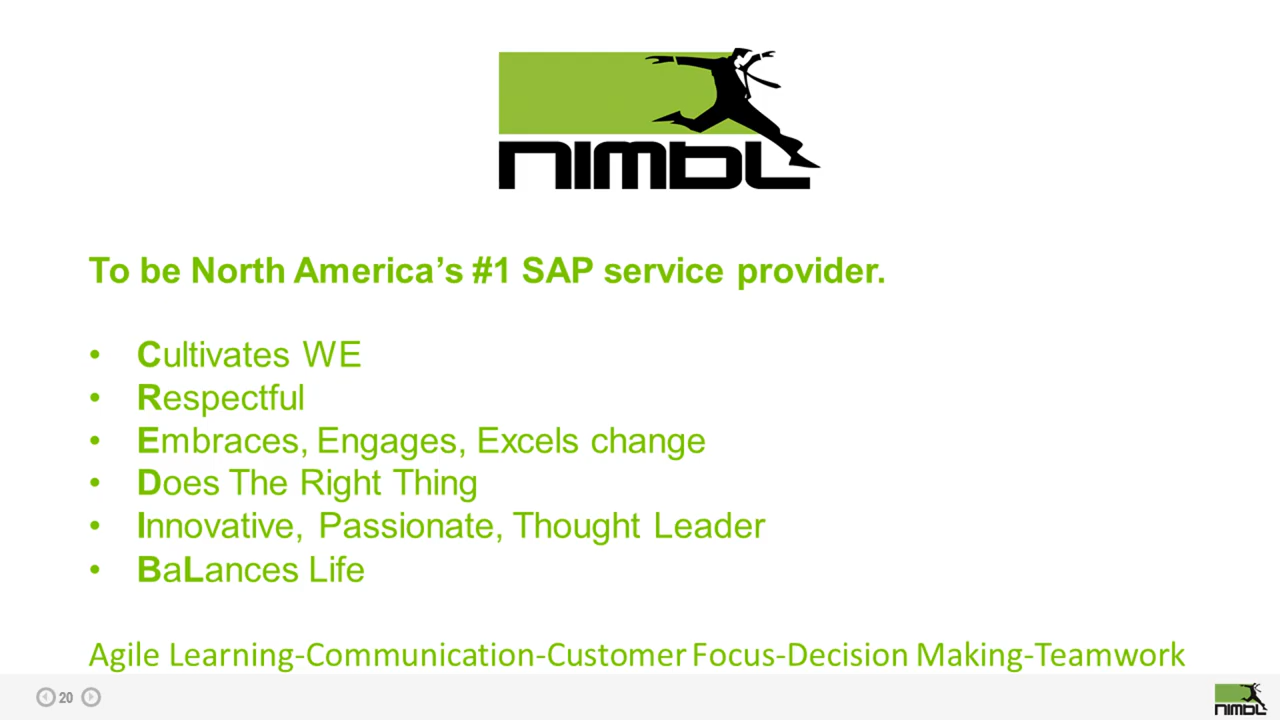 nimbl
To be North America’s #1 SAP service provider.
• Cultivates WE
• Respectful
• Embraces, Engages, Excels change
• Does The Right Thing
• Innovative, Passionate, Thought Leader
• BaLances Life
Agile Learning-Communication-Customer Focus-Decision Making-Teamwork
20
nimbl